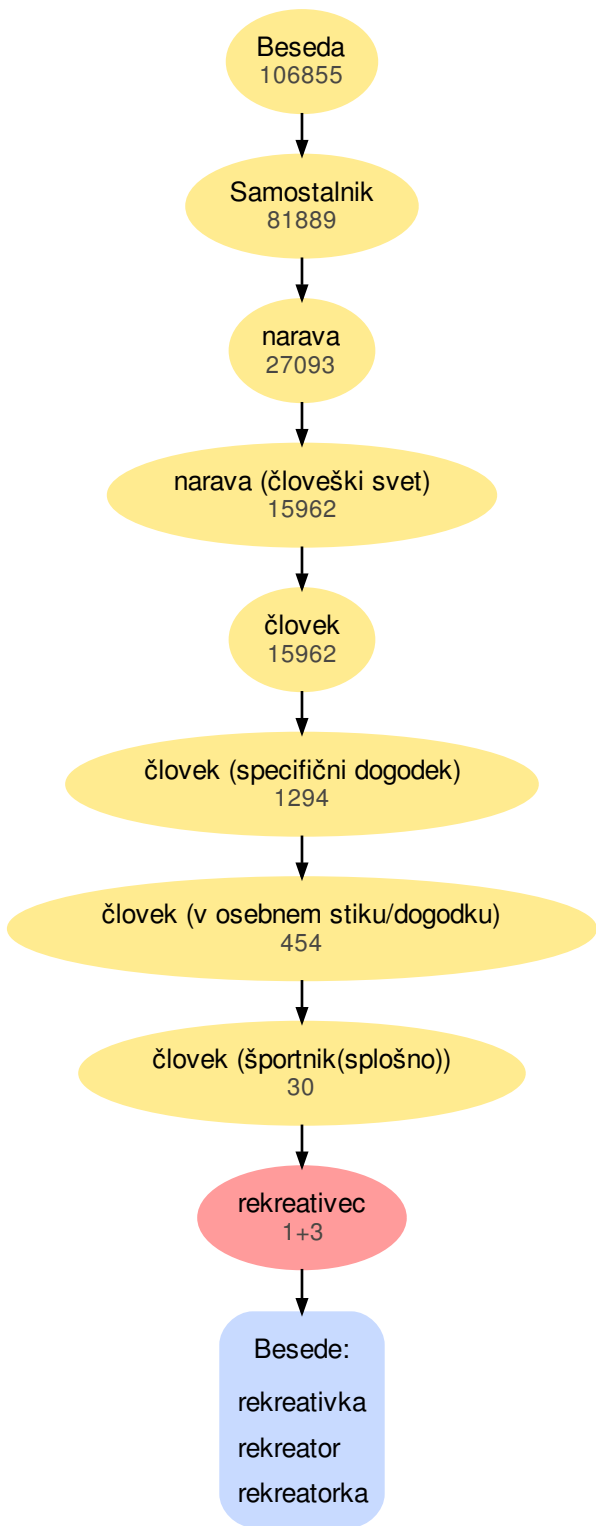 Beseda
106855
Samostalnik
81889
narava
27093
narava (človeški svet)
15962
človek
15962
človek (specifični dogodek)
1294
človek (v osebnem stiku/dogodku)
454
človek (športnik(splošno))
30
rekreativec
1+3
Besede:
rekreativka
rekreator
rekreatorka